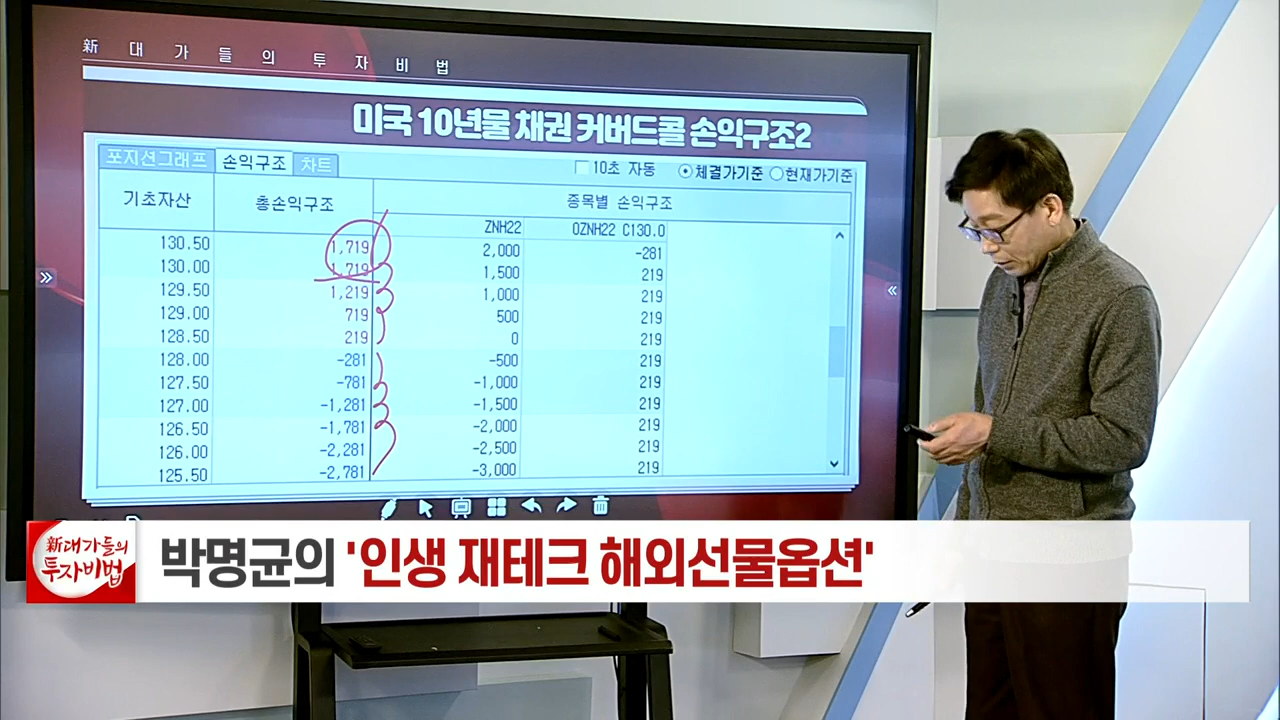 新 대 가 들 의 투 자 비 법
미국 10년물 채권 커버드콜 손익구조2
포지션그래프 손익구조 차트 10초 자동 체결가기준 현재가기준
기초자산 총손익구조 종목별 손익구조
ZNH22 OZNH22 C130.0
130.50 1,719 2,000 -281
130.00 1,719 1,500 219
129.50 1,219 1,000 219
129.00 719 500 219
128.50 219 0 219
128.00 -281 -500 219
127.50 -781 -1,000 219
127.00 -1,281 -1,500 219
126.50 -1,781 -2,000 219
126.00 -2,281 -2,500 219
125.50 -2,781 -3,000 219
新대가들의
투자비법
박명균의 '인생 재테크 해외선물옵션'